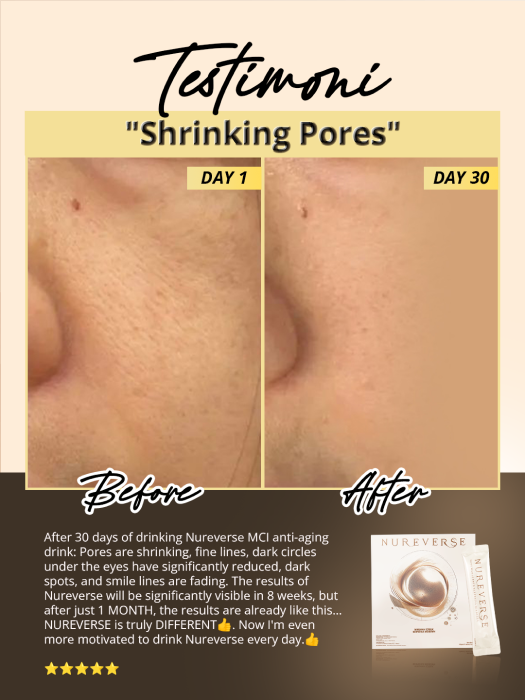 Testimoni
"Shrinking Pores"
DAY 1
DAY 30
Before
After
After 30 days of drinking Nureverse MCI anti-aging
drink: Pores are shrinking, fine lines, dark circles
under the eyes have significantly reduced, dark
spots, and smile lines are fading. The results of
Nureverse will be significantly visible in 8 weeks, but
after just 1 MONTH, the results are already like this...
NUREVERSE is truly DIFFERENT👍. Now I'm even
more motivated to drink Nureverse every day.👍
NUREVERSE
NUREVERSE